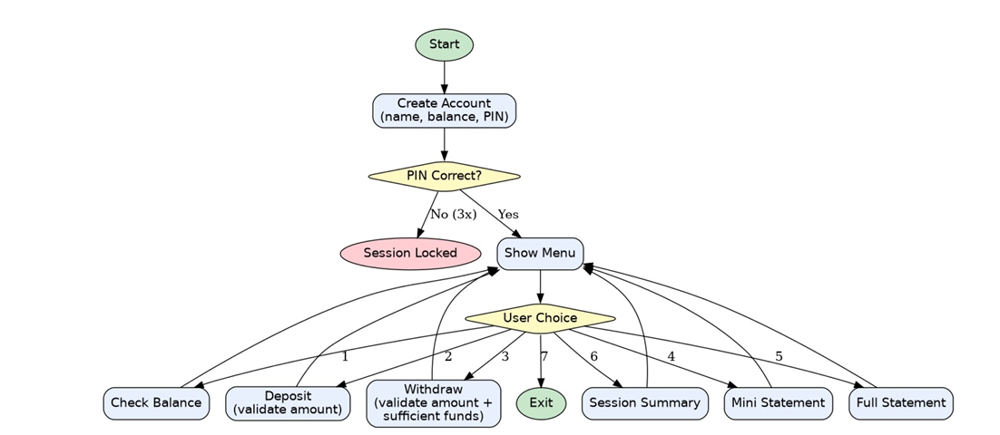 Start
Create Account
(name, balance, PIN)
PIN Correct?
No (3x)
Yes
Session Locked
Show Menu
User Choice
1
2
3
7
6
4
5
Check Balance
Deposit
(validate amount)
Withdraw
(validate amount +
sufficient funds)
Exit
Session Summary
Mini Statement
Full Statement